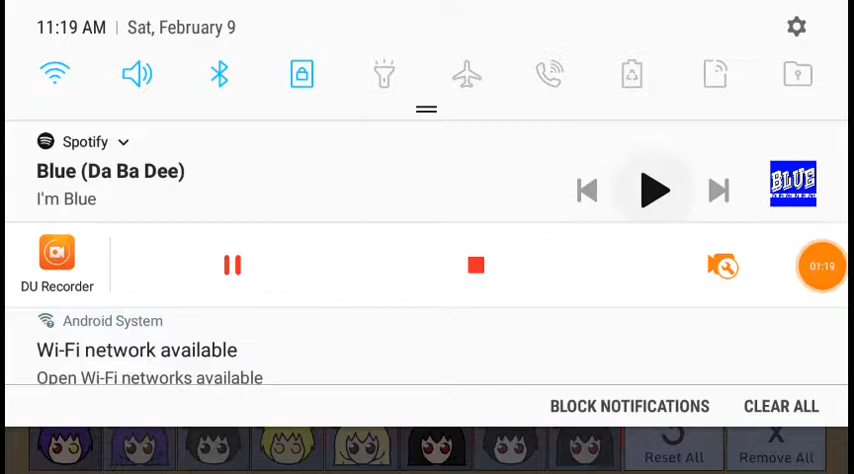 11:19 AM | Sat, February 9
Spotify
Blue (Da Ba Dee)
I'm Blue
BLUE
DU Recorder
01:19
Android System
Wi-Fi network available
Open Wi-Fi networks available
BLOCK NOTIFICATIONS CLEAR ALL
Reset All Remove All